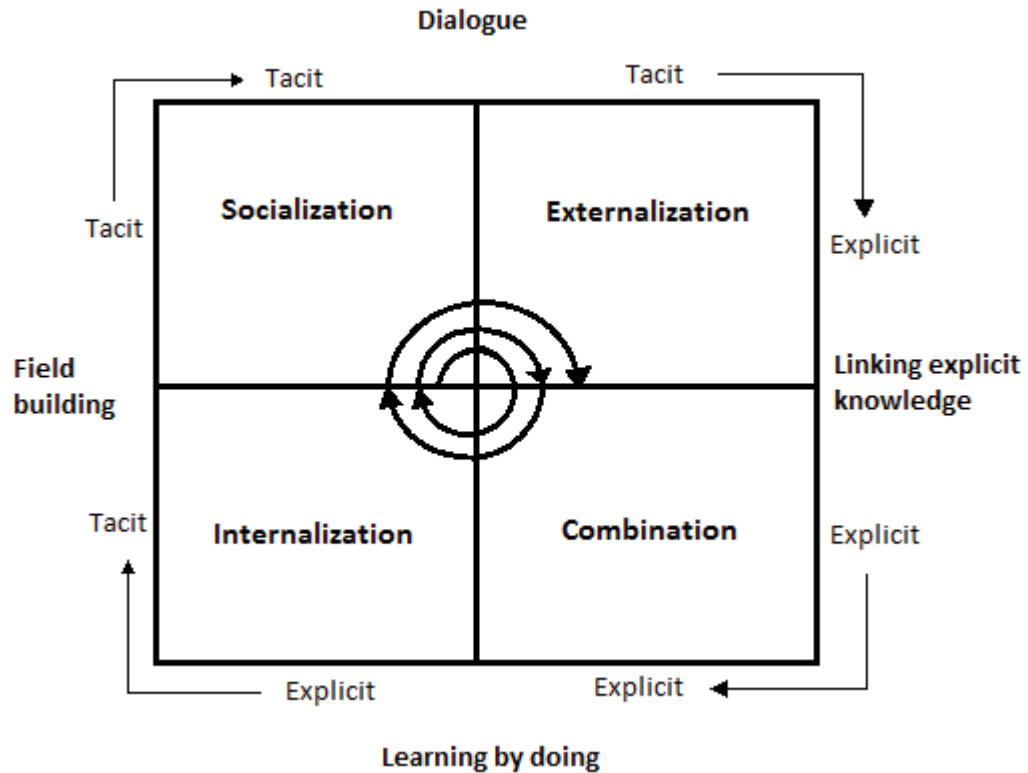 Dialogue
Tacit
Tacit
Socialization
Externalization
Tacit
Explicit
Field
building
Linking explicit
knowledge
Tacit
Internalization
Combination
Explicit
Explicit
Explicit
Learning by doing